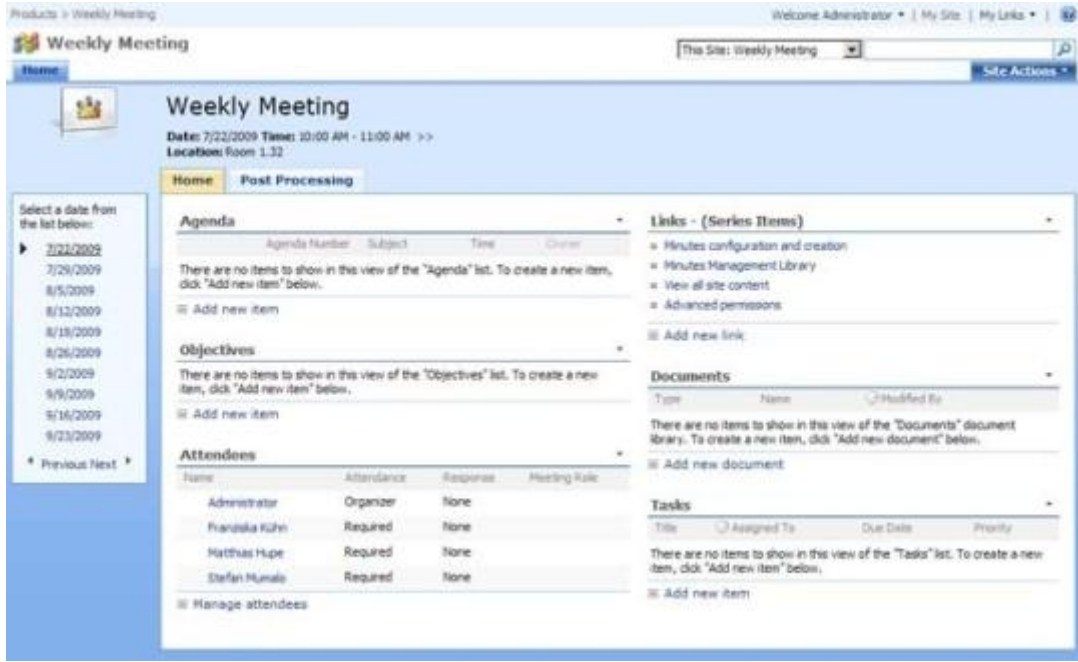 Products > Weekly Meeting
Welcome Administrator | My Site | My Links
Weekly Meeting
This Site: Weekly Meeting
Home
Site Actions
Weekly Meeting
Date: 7/22/2009 Time: 10:00 AM - 11:00 AM >>
Location: Room 1.32
Home Post Processing
Select a date from
the list below:
7/22/2009
7/29/2009
8/5/2009
8/12/2009
8/19/2009
8/26/2009
9/2/2009
9/9/2009
9/16/2009
9/23/2009
Previous Next
Agenda
Agenda Number Subject Time Owner
There are no items to show in this view of the "Agenda" list. To create a new item,
click "Add new item" below.
Add new item
Objectives
There are no items to show in this view of the "Objectives" list. To create a new
item, click "Add new item" below.
Add new item
Attendees
Name Attendance Response Meeting Role
Administrator Organizer None
Franziska Kühn Required None
Matthias Hupe Required None
Stefan Required None
Manage attendees
Links - (Series Items)
Minutes configuration and creation
Minutes Management Library
View all site content
Advanced permissions
Add new link
Documents
Type Name Modified By
There are no items to show in this view of the "Documents" document
library. To create a new item, click "Add new document" below.
Add new document
Tasks
Title Assigned To Due Date Priority
There are no items to show in this view of the "Tasks" list. To create a new
item, click "Add new item" below.
Add new item